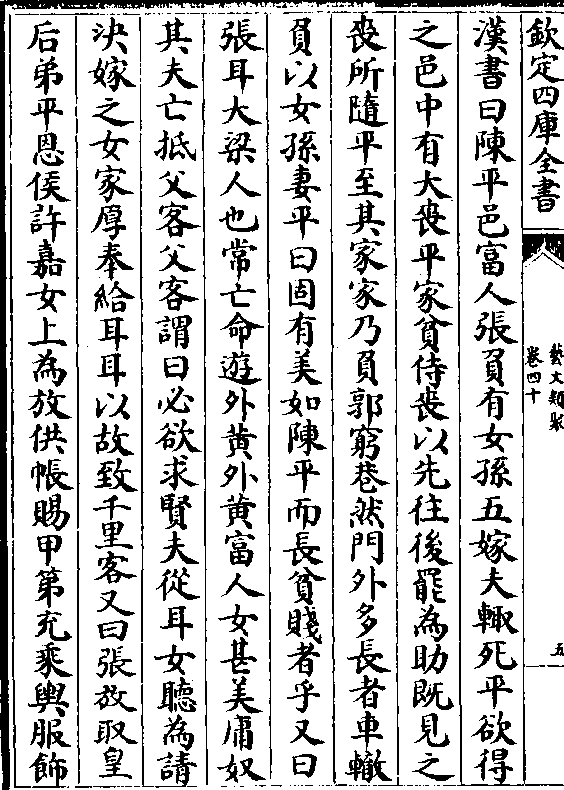 欽定四庫全書
藝文類聚
卷四十
五
漢書曰陳平邑富人張負有女孫五嫁夫輙死平欲得
之邑中有大丧平家貧侍丧以先往後罷為助既見之
丧所隨平至其家家乃負郭窮巷然門外多長者車轍
負以女孫妻平曰固有美如陳平而長貧賤者乎又曰
張耳大梁人也常亡命遊外黄外黄富人女甚美庸奴
其夫亡抵父客父客謂曰必欲求賢夫從耳女聽為請
決嫁之女家厚奉給耳耳以故致千里客又曰張放取皇
后弟平恩侯許嘉女上為放供帳賜甲第充乘輿服飾